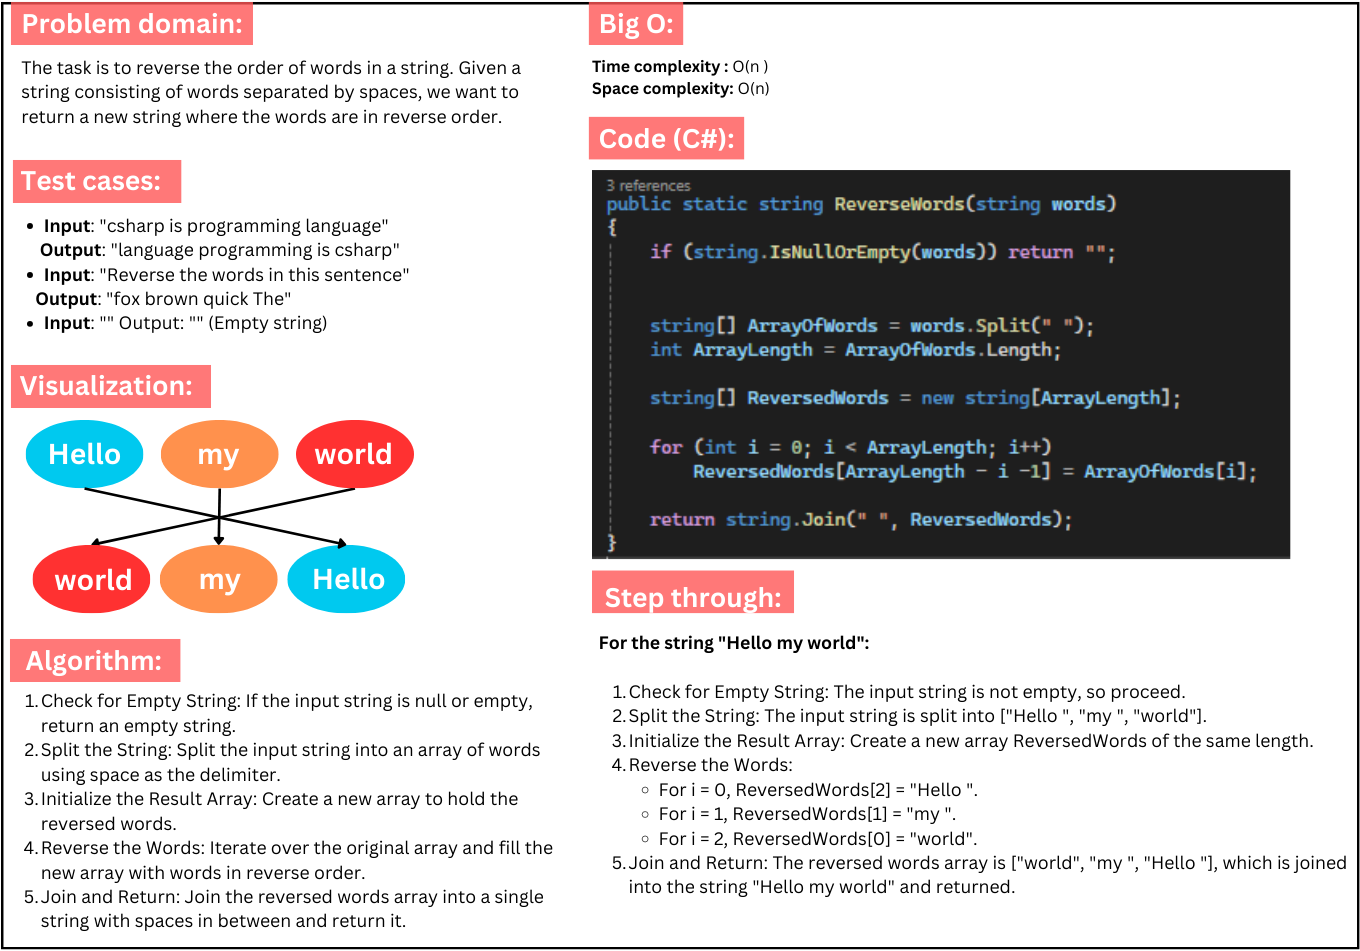 Problem domain:
The task is to reverse the order of words in a string. Given a
string consisting of words separated by spaces, we want to
return a new string where the words are in reverse order.
Test cases:
• Input: "csharp is programming language"
Output: "language programming is csharp"
• Input: "Reverse the words in this sentence"
Output: "fox brown quick The"
• Input: "" Output: "" (Empty string)
Visualization:
Hello my world
world my Hello
Algorithm:
1. Check for Empty String: If the input string is null or empty,
return an empty string.
2. Split the String: Split the input string into an array of words
using space as the delimiter.
3. Initialize the Result Array: Create a new array to hold the
reversed words.
4. Reverse the Words: Iterate over the original array and fill the
new array with words in reverse order.
5. Join and Return: Join the reversed words array into a single
string with spaces in between and return it.
Big O:
Time complexity : O(n )
Space complexity: O(n)
Code (C#):
3 references
public static string ReverseWords(string words)
{
if (string.IsNullOrEmpty(words)) return "";
string[] ArrayOfWords = words.Split(" ");
int ArrayLength = ArrayOfWords.Length;
string[] ReversedWords = new string[ArrayLength];
for (int i = 0; i < ArrayLength; i++)
ReversedWords[ArrayLength - i -1] = ArrayOfWords[i];
return string.Join(" ", ReversedWords);
}
Step through:
For the string "Hello my world":
1. Check for Empty String: The input string is not empty, so proceed.
2. Split the String: The input string is split into ["Hello ", "my ", "world"].
3. Initialize the Result Array: Create a new array ReversedWords of the same length.
4. Reverse the Words:
◦ For i = 0, ReversedWords[2] = "Hello ".
◦ For i = 1, ReversedWords[1] = "my ".
◦ For i = 2, ReversedWords[0] = "world".
5. Join and Return: The reversed words array is ["world", "my ", "Hello "], which is joined
into the string "Hello my world" and returned.